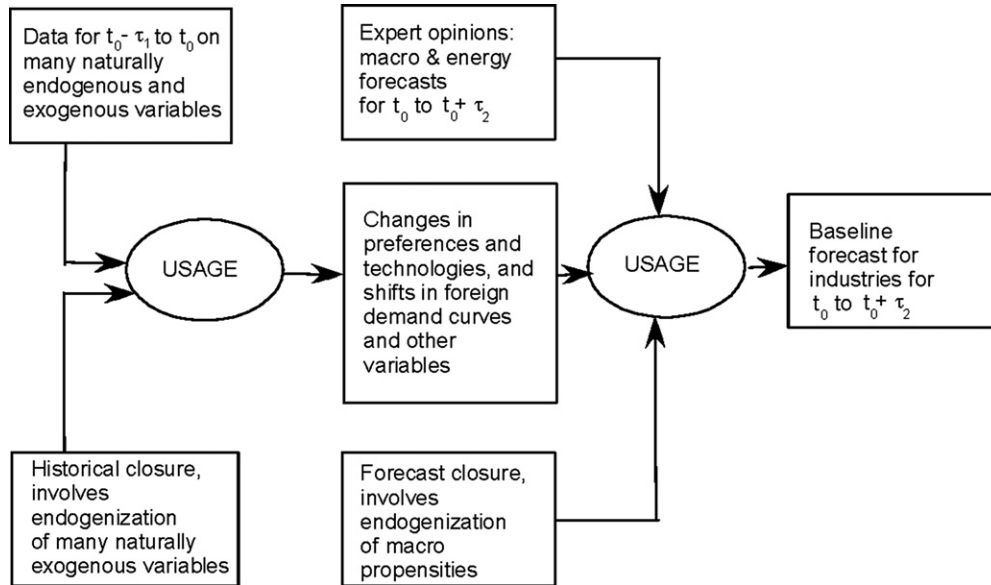 Data for t₀- τ₁ to t₀ on
many naturally
endogenous and
exogenous variables
Expert opinions:
macro & energy
forecasts
for t₀ to t₀+ τ₂
USAGE
Changes in
preferences and
technologies, and
shifts in foreign
demand curves
and other
variables
USAGE
Baseline
forecast for
industries for
t₀ to t₀+ τ₂
Historical closure,
involves
endogenization
of many naturally
exogenous variables
Forecast closure,
involves
endogenization
of macro
propensities